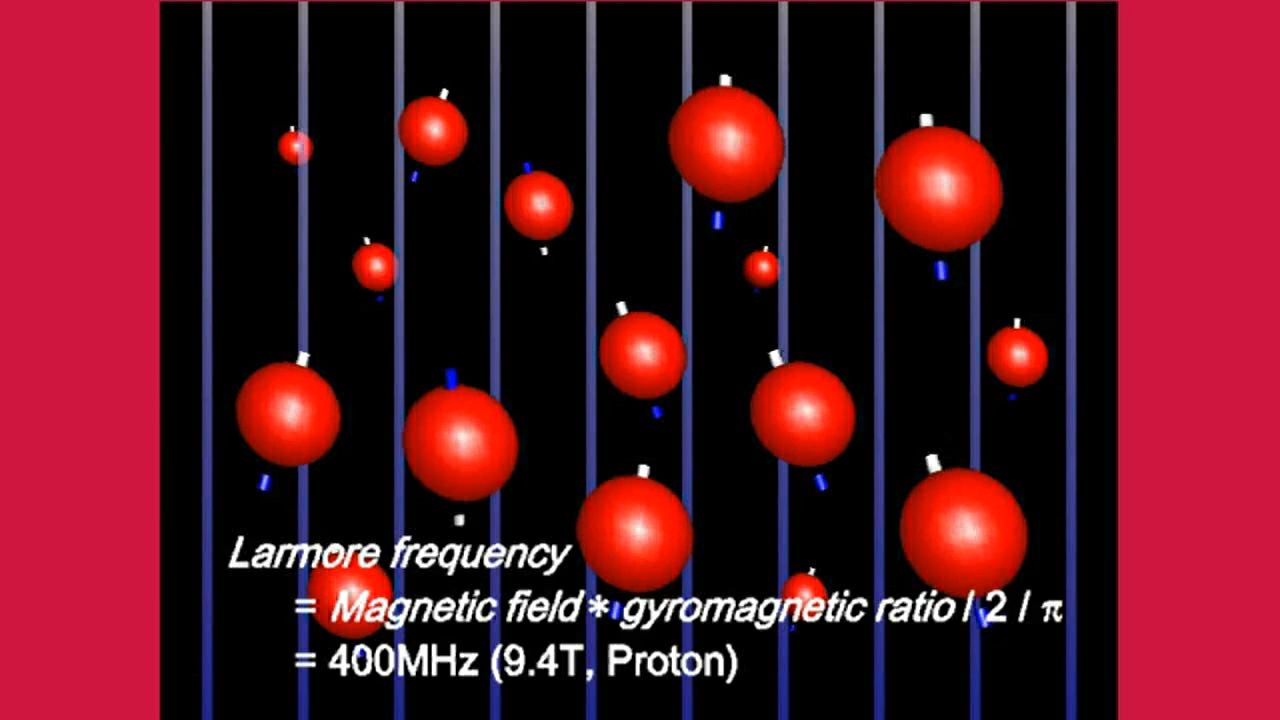 Larmore frequency
= Magnetic field * gyromagnetic ratio / 2 / π
= 400MHz (9.4T, Proton)